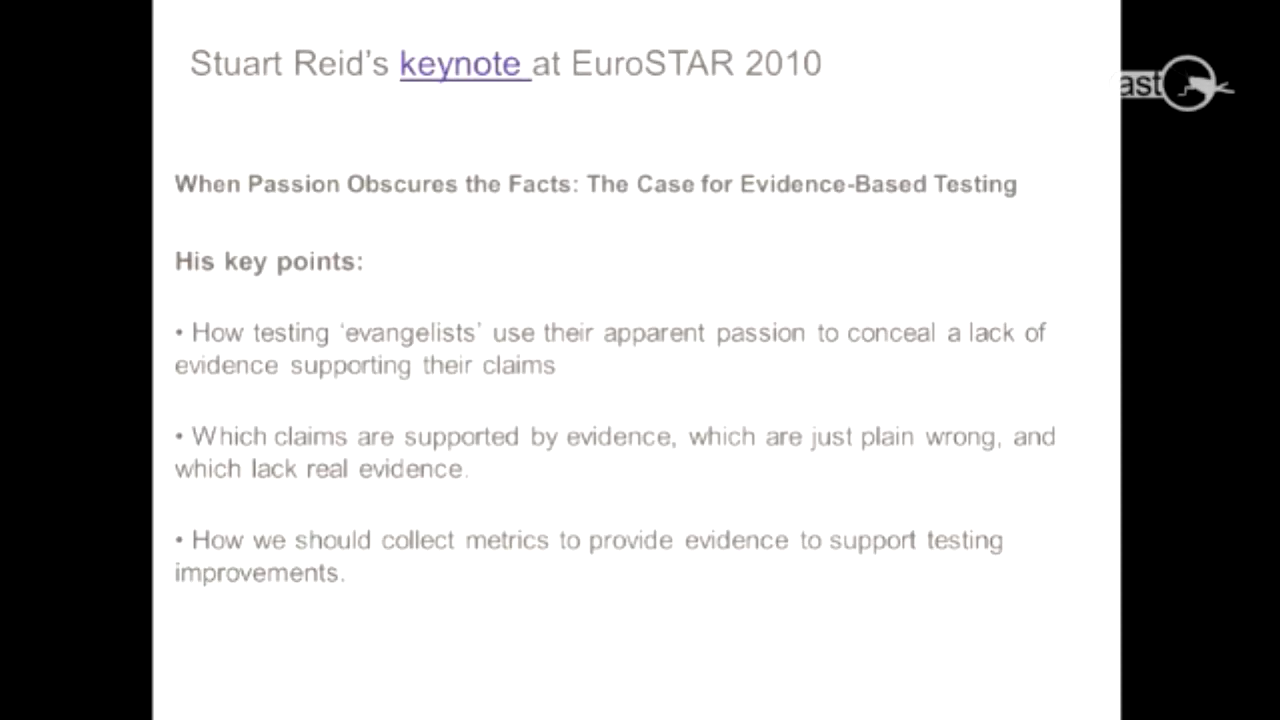 Stuart Reid's keynote at EuroSTAR 2010
ast
When Passion Obscures the Facts: The Case for Evidence-Based Testing
His key points:
• How testing ‘evangelists’ use their apparent passion to conceal a lack of
evidence supporting their claims
• Which claims are supported by evidence, which are just plain wrong, and
which lack real evidence.
• How we should collect metrics to provide evidence to support testing
improvements.